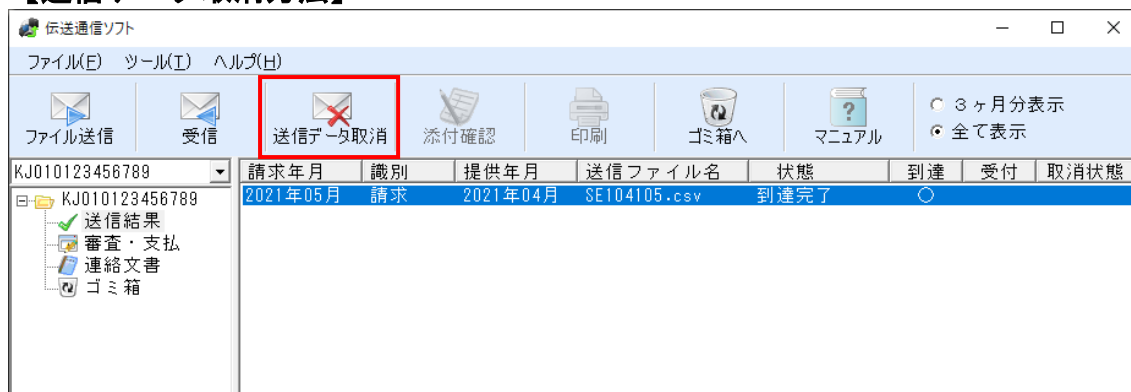 伝送通信ソフト
ファイル(F) ツール(T) ヘルプ(H)
ファイル送信 受信 送信データ取消 添付確認 印刷 ゴミ箱へ マニュアル
3ヶ月分表示
全て表示
KJ010123456789
請求年月 識別 提供年月 送信ファイル名 状態 到達 受付 取消状態
2021年05月 請求 2021年04月 SE104105.csv 到達完了 ○
KJ010123456789
送信結果
審査・支払
連絡文書
ゴミ箱